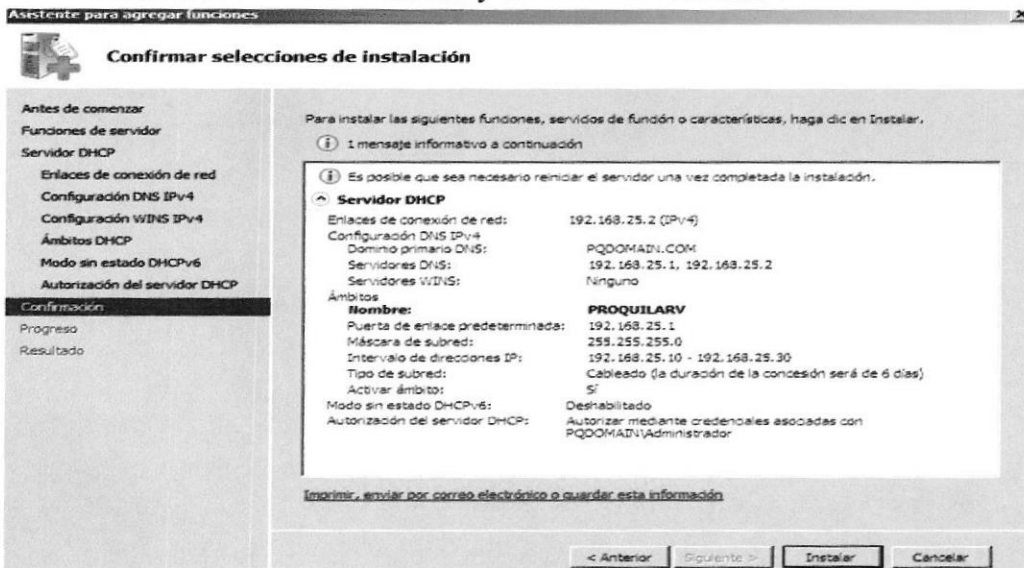 Asistente para agregar funciones
Confirmar selecciones de instalación
Antes de comenzar
Funciones de servidor
Servidor DHCP
Enlaces de conexión de red
Configuración DNS IPv4
Configuración WINS IPv4
Ámbitos DHCP
Modo sin estado DHCPv6
Autorización del servidor DHCP
Confirmación
Progreso
Resultado
Para instalar las siguientes funciones, servicios de función o características, haga clic en Instalar.
1 mensaje informativo a continuación
Es posible que sea necesario reiniciar el servidor una vez completada la instalación.
Servidor DHCP
Enlaces de conexión de red: 192.168.25.2 (IPv4)
Configuración DNS IPv4
Dominio primario DNS: PQDOMAIN.COM
Servidores DNS: 192.168.25.1, 192.168.25.2
Servidores WINS: Ninguno
Ámbitos
Nombre: PROQUILARV
Puerta de enlace predeterminada: 192.168.25.1
Máscara de subred: 255.255.255.0
Intervalo de direcciones IP: 192.168.25.10 - 192.168.25.30
Tipo de subred: Cableado (la duración de la concesión será de 6 días)
Activar ámbito: Sí
Modo sin estado DHCPv6: Deshabilitado
Autorización del servidor DHCP: Autorizar mediante credenciales asociadas con
PQDOMAIN\Administrador
Imprimir, enviar por correo electrónico o guardar esta información
< Anterior
Siguiente >
Instalar
Cancelar